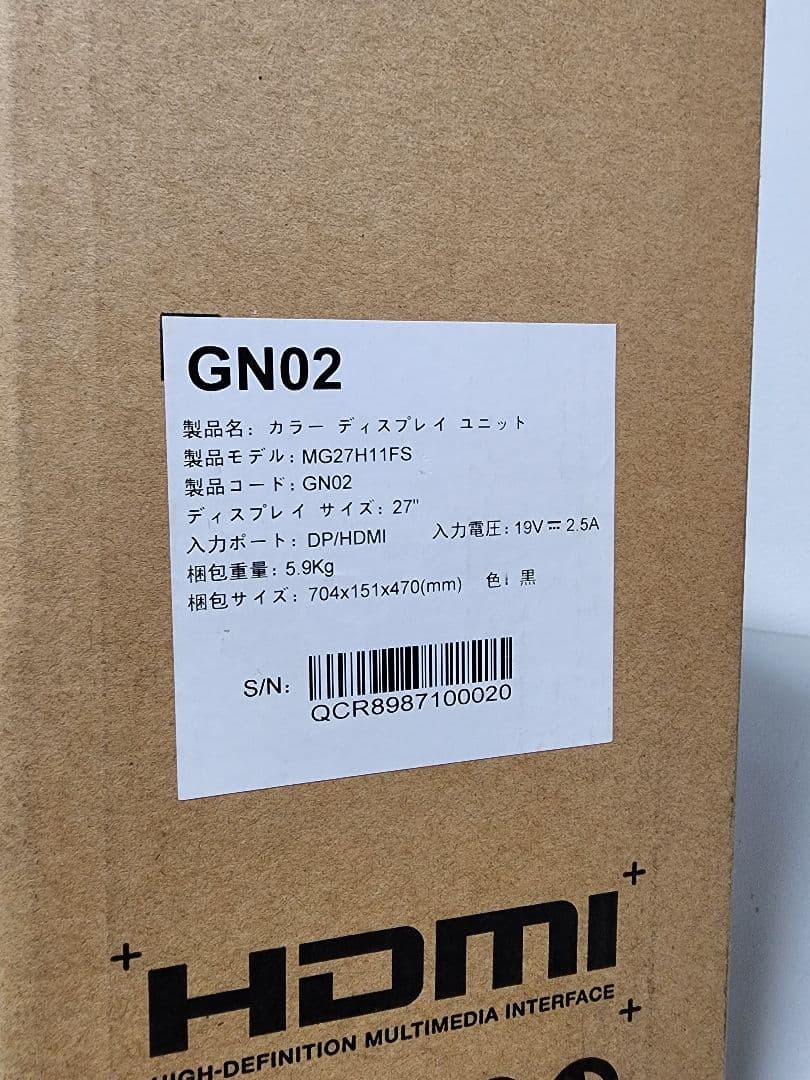 GN02
製品名: カラー ディスプレイ ユニット
製品モデル: MG27H11FS
製品コード: GN02
ディスプレイ サイズ: 27"
入力ポート: DP/HDMI 入力電圧: 19V⎓2.5A
梱包重量: 5.9Kg
梱包サイズ: 704x151x470(mm) 色: 黒
S/N:
QCR8987100020
HDMI
HIGH-DEFINITION MULTIMEDIA INTERFACE